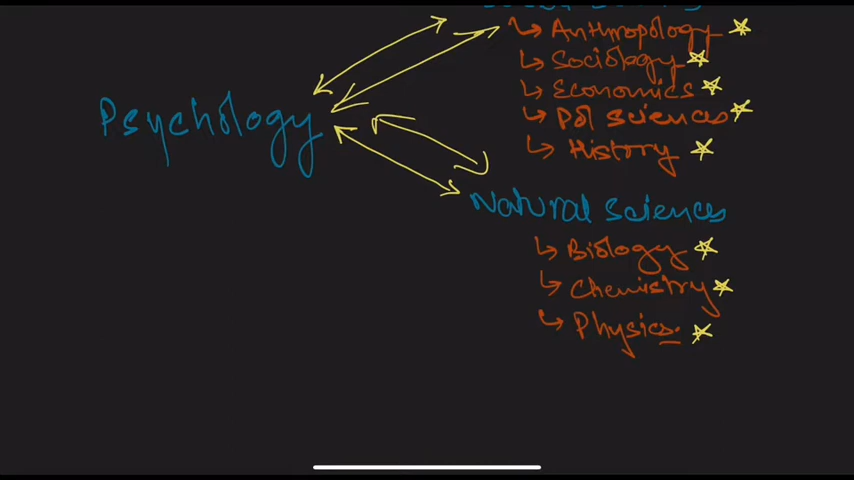 ↳ Anthropology ☆
↳ Sociology ☆
↳ Economics ☆
↳ Pol sciences ☆
↳ History ☆
Psychology
Natural sciences
↳ Biology ☆
↳ Chemistry ☆
↳ Physics. ☆